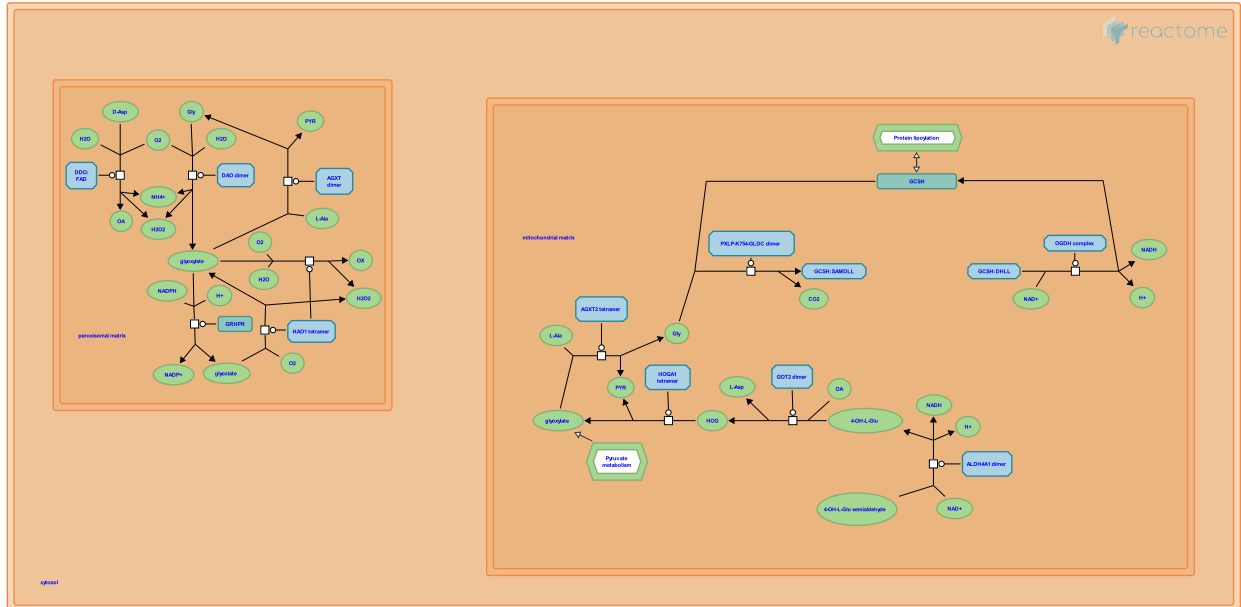 reactome
D-Asp
Gly
PYR
H2O
O2
H2O
DDO:
FAD
DAO dimer
AGXT
dimer
NH4+
OA
H2O2
L-Ala
O2
glyoxylate
OX
H2O
NADPH
H+
H2O2
GRHPR
HAO1 tetramer
peroxisomal matrix
O2
NADP+
glycolate
Protein lipoylation
GCSH
mitochondrial matrix
PXLP-K754-GLDC dimer
OGDH complex
NADH
GCSH:SAMDLL
GCSH:DHLL
CO2
NAD+
H+
AGXT2 tetramer
L-Ala
Gly
HOGA1
tetramer
GOT2 dimer
PYR
L-Asp
OA
NADH
glyoxylate
HOG
4-OH-L-Glu
H+
Pyruvate
metabolism
ALDH4A1 dimer
4-OH-L-Glu semialdehyde
NAD+
cytosol